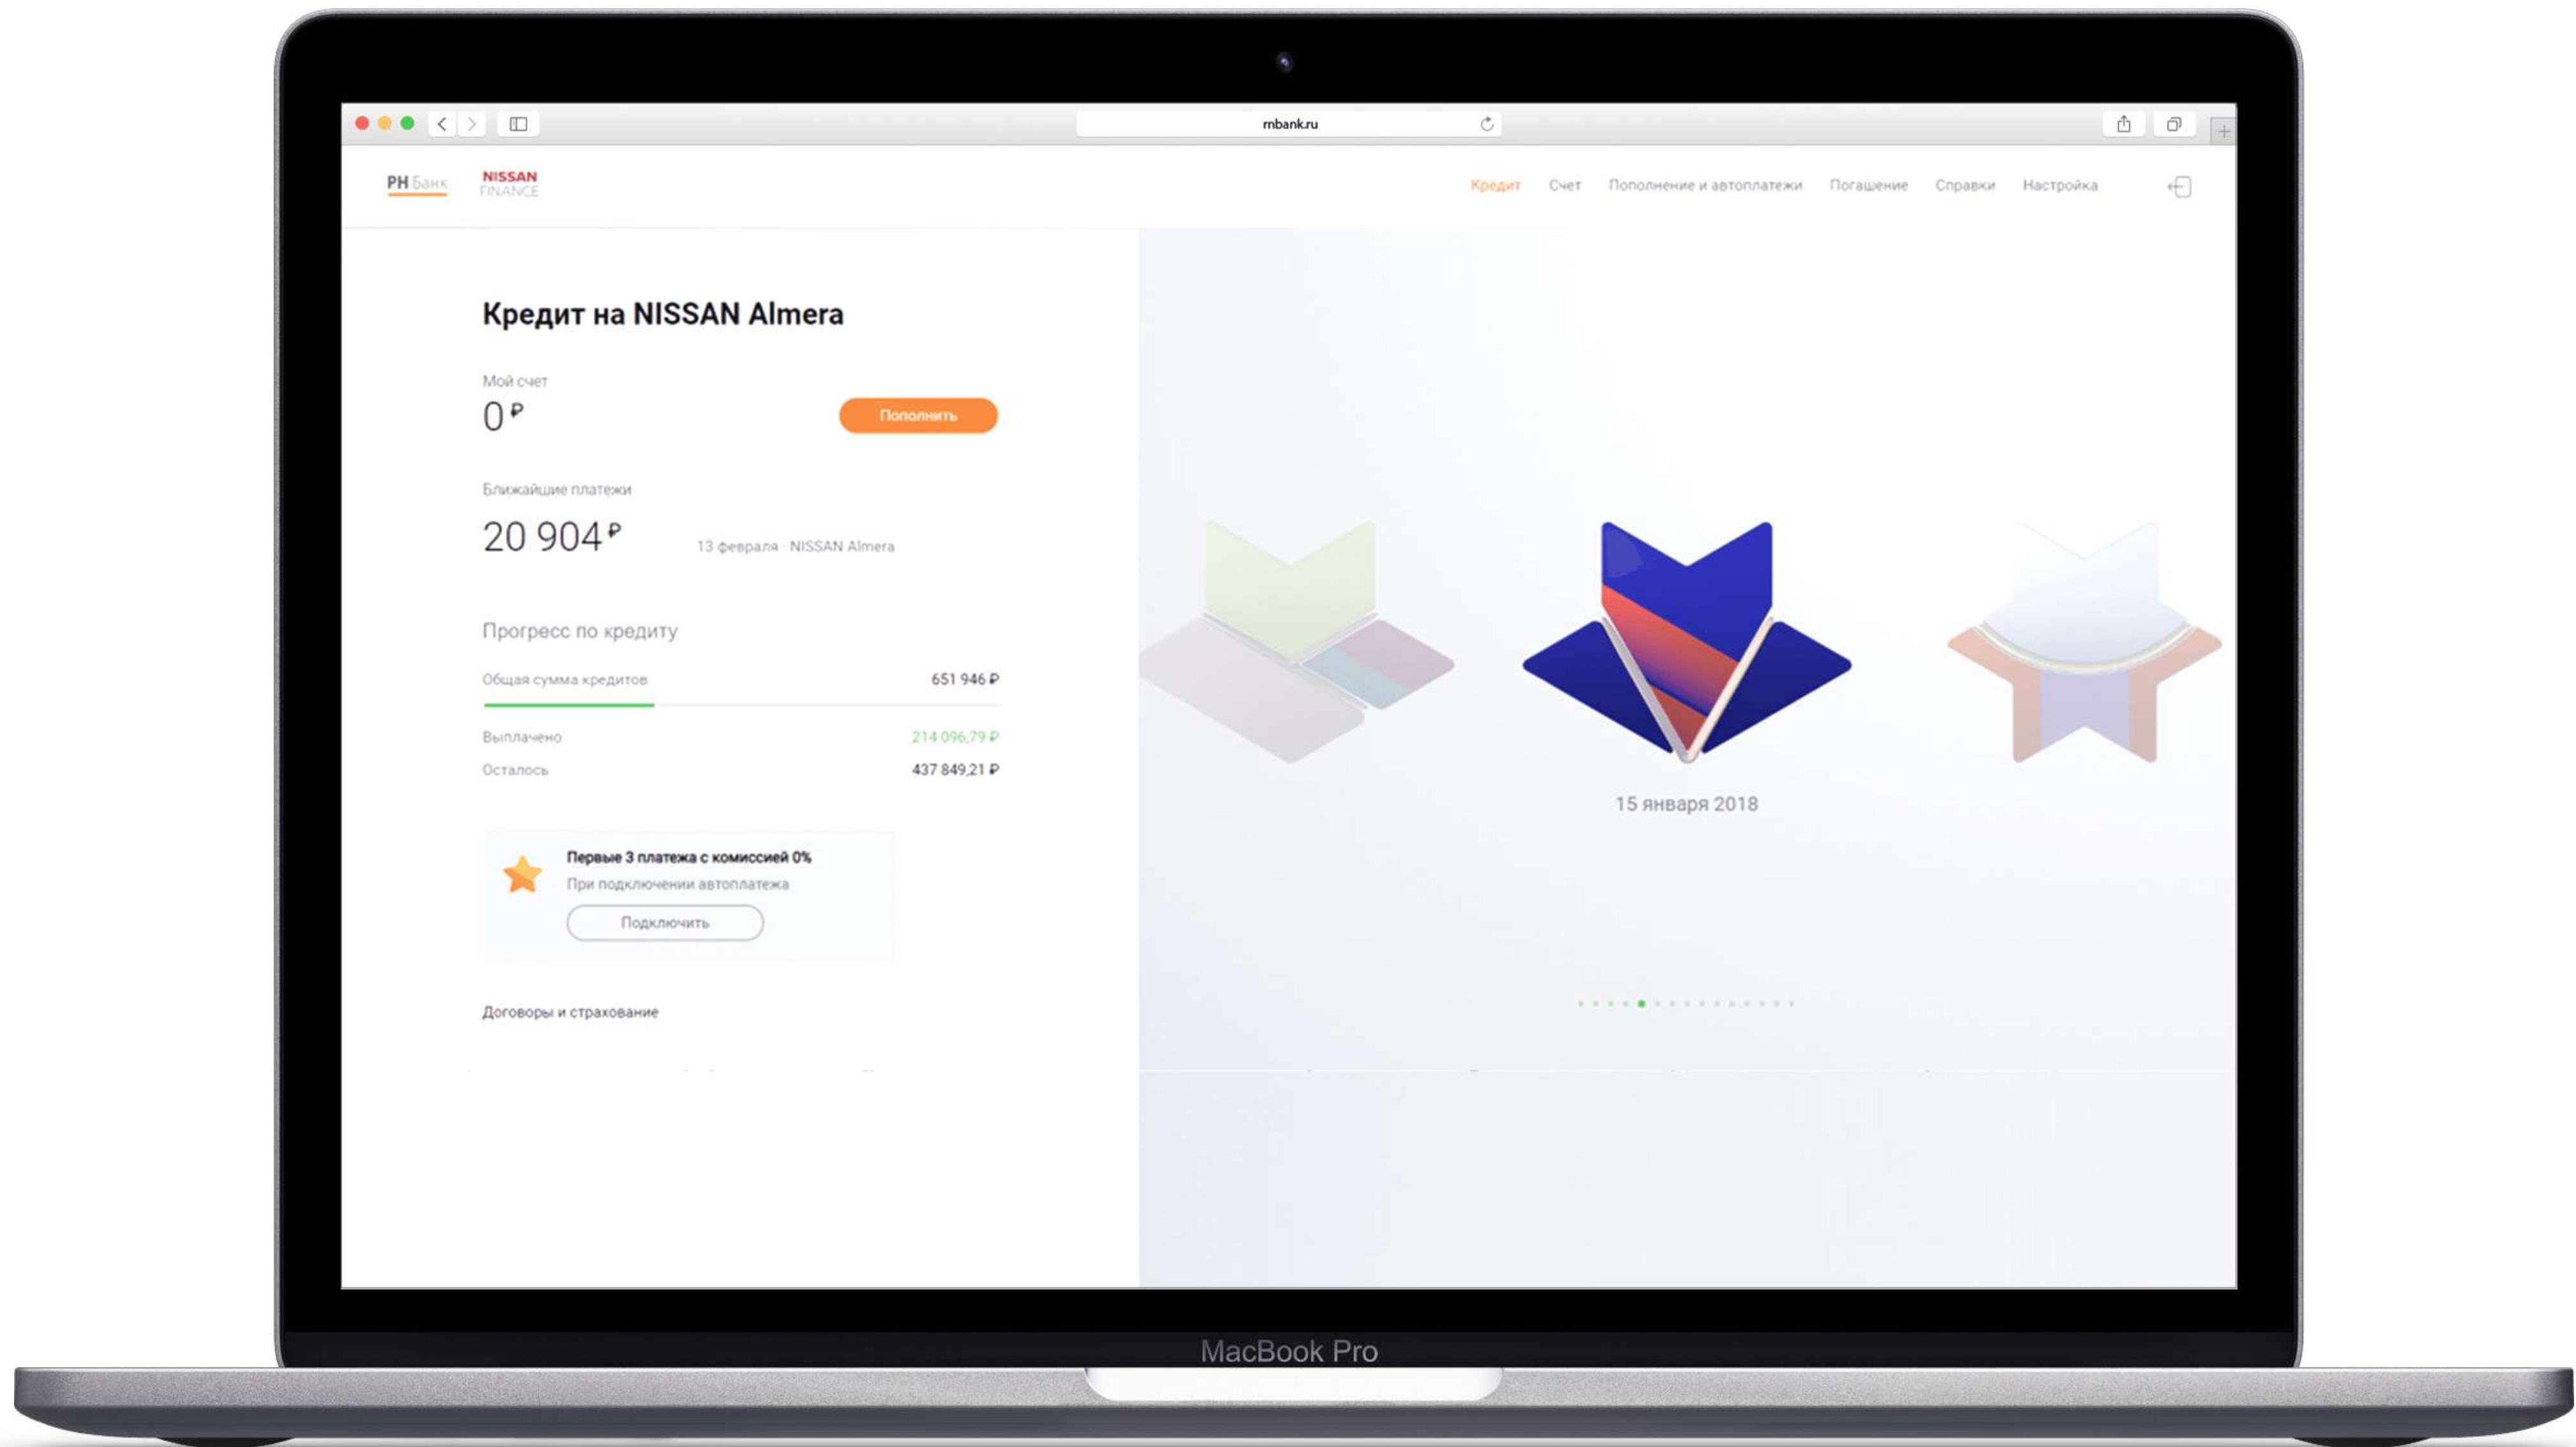 rnbank.ru
РН Банк
NISSAN
FINANCE
Кредит Счет Пополнение и автоплатежи Погашение Справки Настройка
Кредит на NISSAN Almera
Мой счет
0 ₽
Пополнить
Ближайшие платежи
20 904 ₽
13 февраля · NISSAN Almera
Прогресс по кредиту
Общая сумма кредитов 651 946 ₽
Выплачено 214 096,79 ₽
Осталось 437 849,21 ₽
15 января 2018
Первые 3 платежа с комиссией 0%
При подключении автоплатежа
Подключить
Договоры и страхование
MacBook Pro